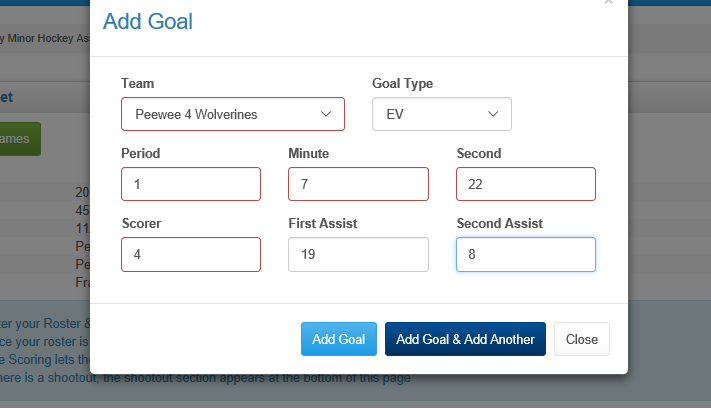 Add Goal
y Minor Hockey As
et
ames
Team
Goal Type
Peewee 4 Wolverines
EV
Period
Minute
Second
1
7
22
Scorer
First Assist
Second Assist
4
19
8
20
45
11
Pe
Pe
Fra
Add Goal
Add Goal & Add Another
Close
ter your Roster &
ce your roster is
e Scoring lets th
here is a shootout, the shootout section appears at the bottom of this page